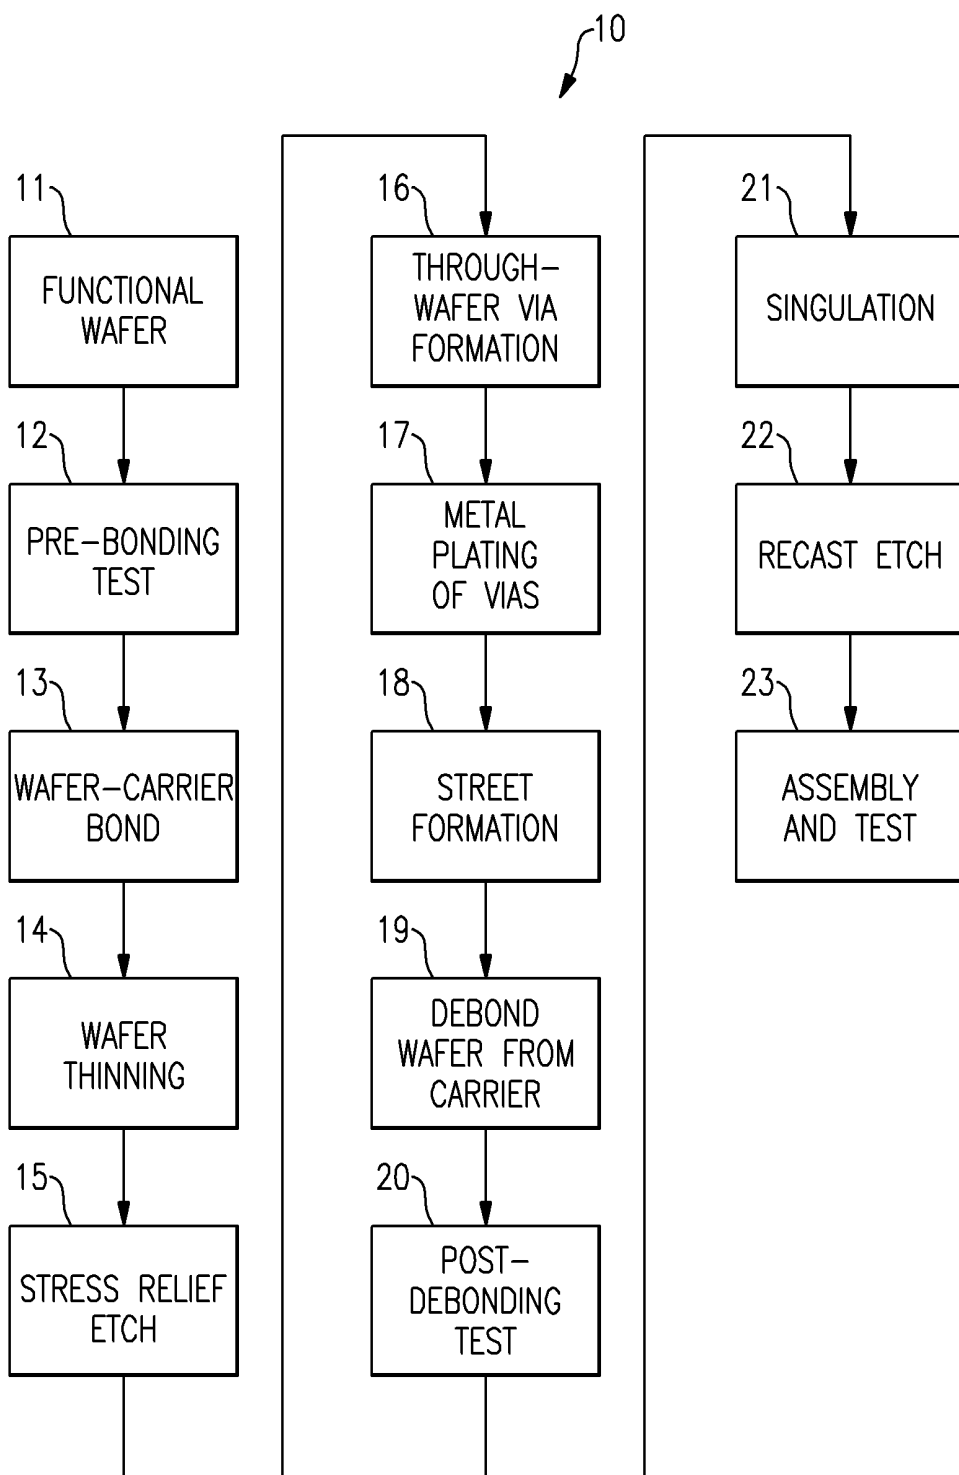 10
11
FUNCTIONAL
WAFER
12
PRE-BONDING
TEST
13
WAFER-CARRIER
BOND
14
WAFER
THINNING
15
STRESS RELIEF
ETCH
16
THROUGH-
WAFER VIA
FORMATION
17
METAL
PLATING
OF VIAS
18
STREET
FORMATION
19
DEBOND
WAFER FROM
CARRIER
20
POST-
DEBONDING
TEST
21
SINGULATION
22
RECAST ETCH
23
ASSEMBLY
AND TEST